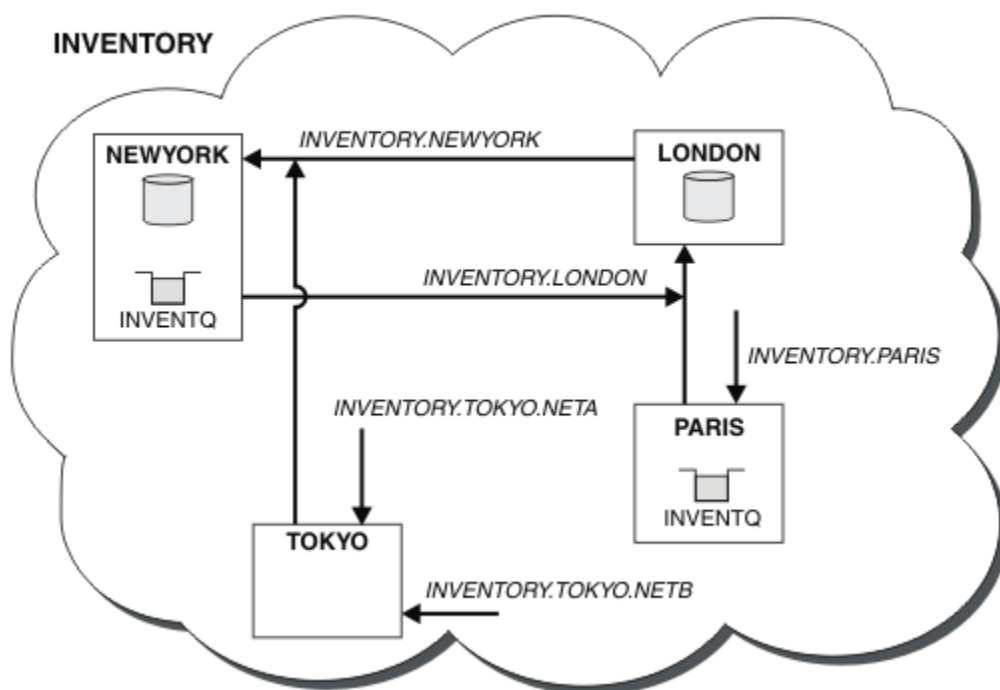 INVENTORY
INVENTORY.NEWYORK
NEWYORK
LONDON
INVENTORY.LONDON
INVENTQ
INVENTORY.PARIS
INVENTORY.TOKYO.NETA
PARIS
INVENTQ
TOKYO
INVENTORY.TOKYO.NETB